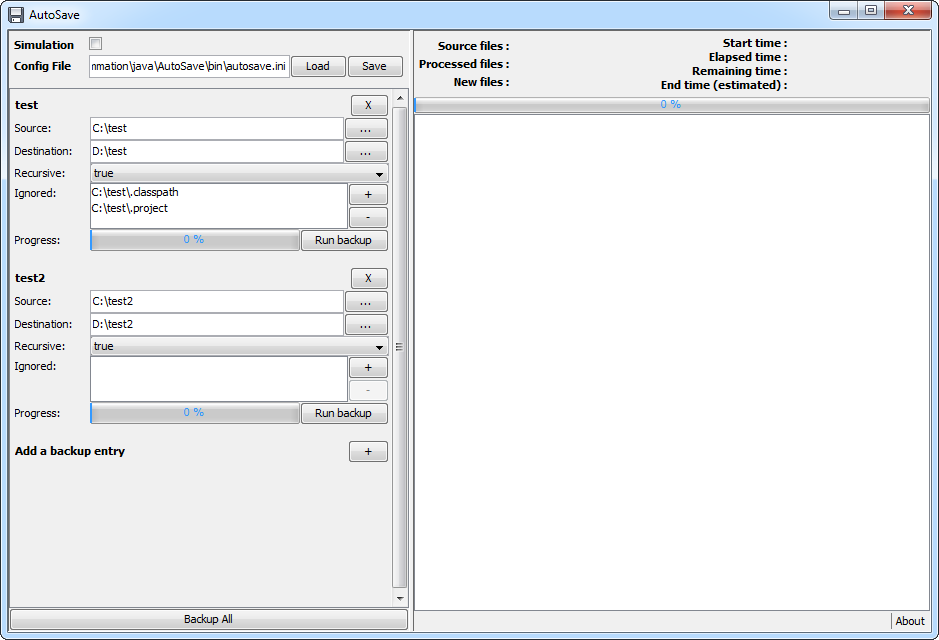 AutoSave
Simulation
Config File nmation\java\AutoSave\bin\autosave.ini Load Save
test X
Source: C:\test ...
Destination: D:\test ...
Recursive: true
Ignored: C:\test\.classpath +
C:\test\.project -
Progress: 0 % Run backup
test2 X
Source: C:\test2 ...
Destination: D:\test2 ...
Recursive: true
Ignored: +
-
Progress: 0 % Run backup
Add a backup entry +
Backup All
Source files :
Processed files :
New files :
Start time :
Elapsed time :
Remaining time :
End time (estimated) :
0 %
About